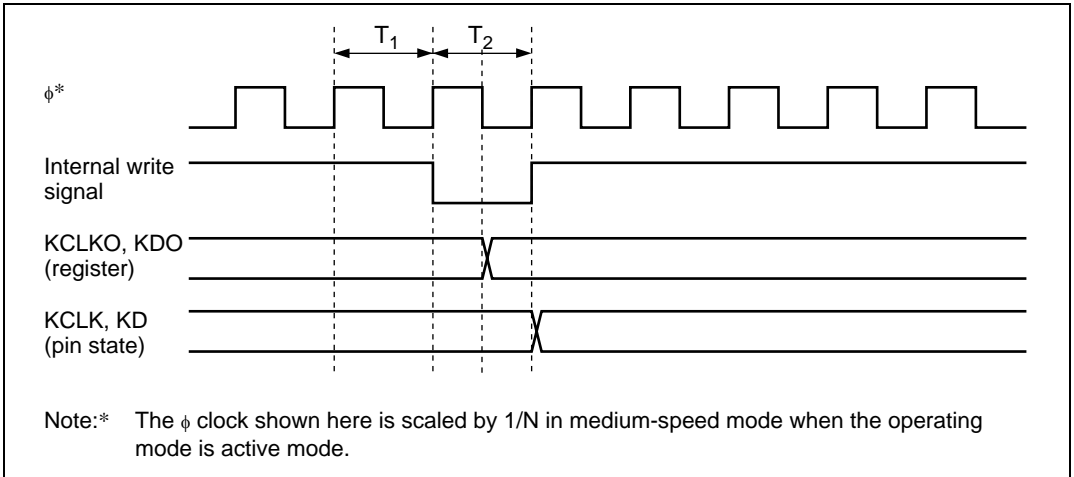 T₁ T₂
ϕ*
Internal write
signal
KCLKO, KDO
(register)
KCLK, KD
(pin state)
Note:* The ϕ clock shown here is scaled by 1/N in medium-speed mode when the operating
mode is active mode.